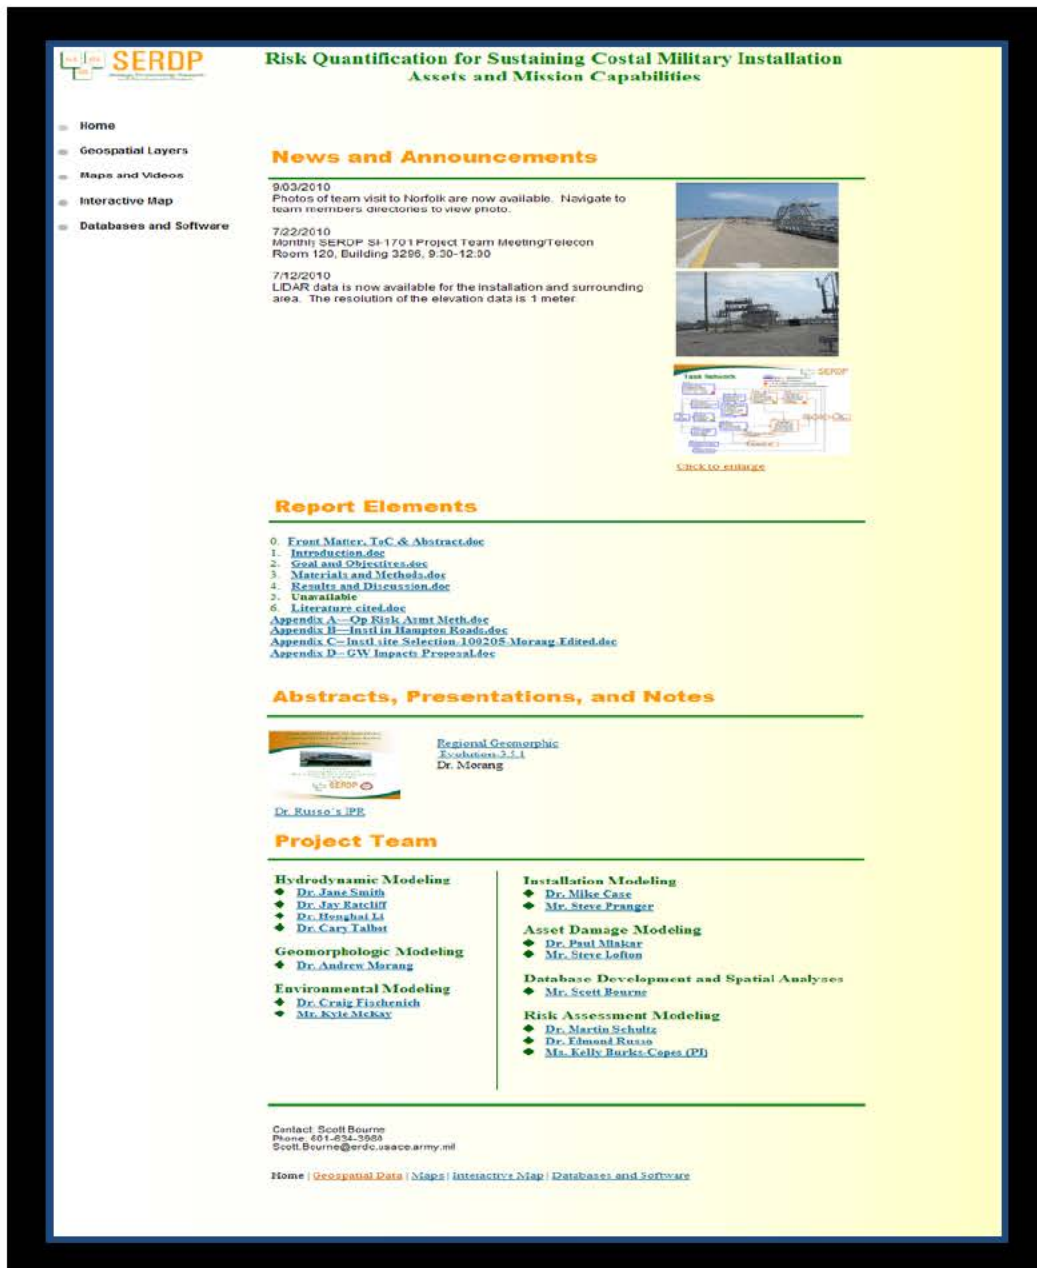 SERDP
Risk Quantification for Sustaining Costal Military Installation
Assets and Mission Capabilities
Home
Geospatial Layers
Maps and Videos
Interactive Map
Databases and Software
News and Announcements
9/03/2010
Photos of team visit to Norfolk are now available. Navigate to
team members directories to view photo.
7/22/2010
Monthly SERDP SI-1701 Project Team Meeting/Telecon
Room 120, Building 3296, 9:30-12:00
7/12/2010
LIDAR data is now available for the installation and surrounding
area. The resolution of the elevation data is 1 meter
Task Network
SERDP
Click to enlarge
Report Elements
0. Front Matter, ToC & Abstract.doc
1. Introduction.doc
2. Goal and Objectives.doc
3. Materials and Methods.doc
4. Results and Discussion.doc
5. Unavailable
6. Literature cited.doc
Appendix A—Op Risk Asmt Meth.doc
Appendix B—Instl in Hampton Roads.doc
Appendix C—Instl site Selection-100205-Morang-Edited.doc
Appendix D—GW Impacts Proposal.doc
Abstracts, Presentations, and Notes
SERDP
Regional Geomorphic
Evolution-3.5.1
Dr. Morang
Dr. Russo's IPR
Project Team
Hydrodynamic Modeling
Dr. Jane Smith
Dr. Jay Ratcliff
Dr. Honghai Li
Dr. Cary Talbot
Geomorphologic Modeling
Dr. Andrew Morang
Environmental Modeling
Dr. Craig Fischenich
Mr. Kyle McKay
Installation Modeling
Dr. Mike Case
Mr. Steve Pranger
Asset Damage Modeling
Dr. Paul Mlakar
Mr. Steve Lofton
Database Development and Spatial Analyses
Mr. Scott Bourne
Risk Assessment Modeling
Dr. Martin Schultz
Dr. Edmond Russo
Ms. Kelly Burks-Copes (PI)
Contact: Scott Bourne
Phone: 601-634-3980
Scott.Bourne@erdc.usace.army.mil
Home | Geospatial Data | Maps | Interactive Map | Databases and Software